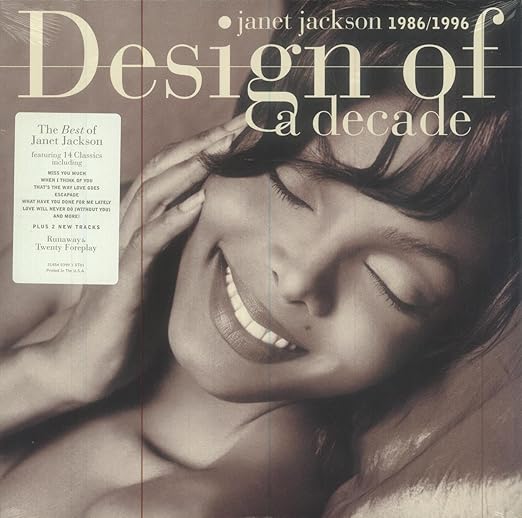 janet jackson 1986/1996
Design of
a decade
The Best of
Janet Jackson
featuring 14 Classics
including
MISS YOU MUCH
WHEN I THINK OF YOU
THAT'S THE WAY LOVE GOES
ESCAPADE
WHAT HAVE YOU DONE FOR ME LATELY
LOVE WILL NEVER DO (WITHOUT YOU)
AND MORE!
PLUS 2 NEW TRACKS
Runaway &
Twenty Foreplay
Printed In The U.S.A.